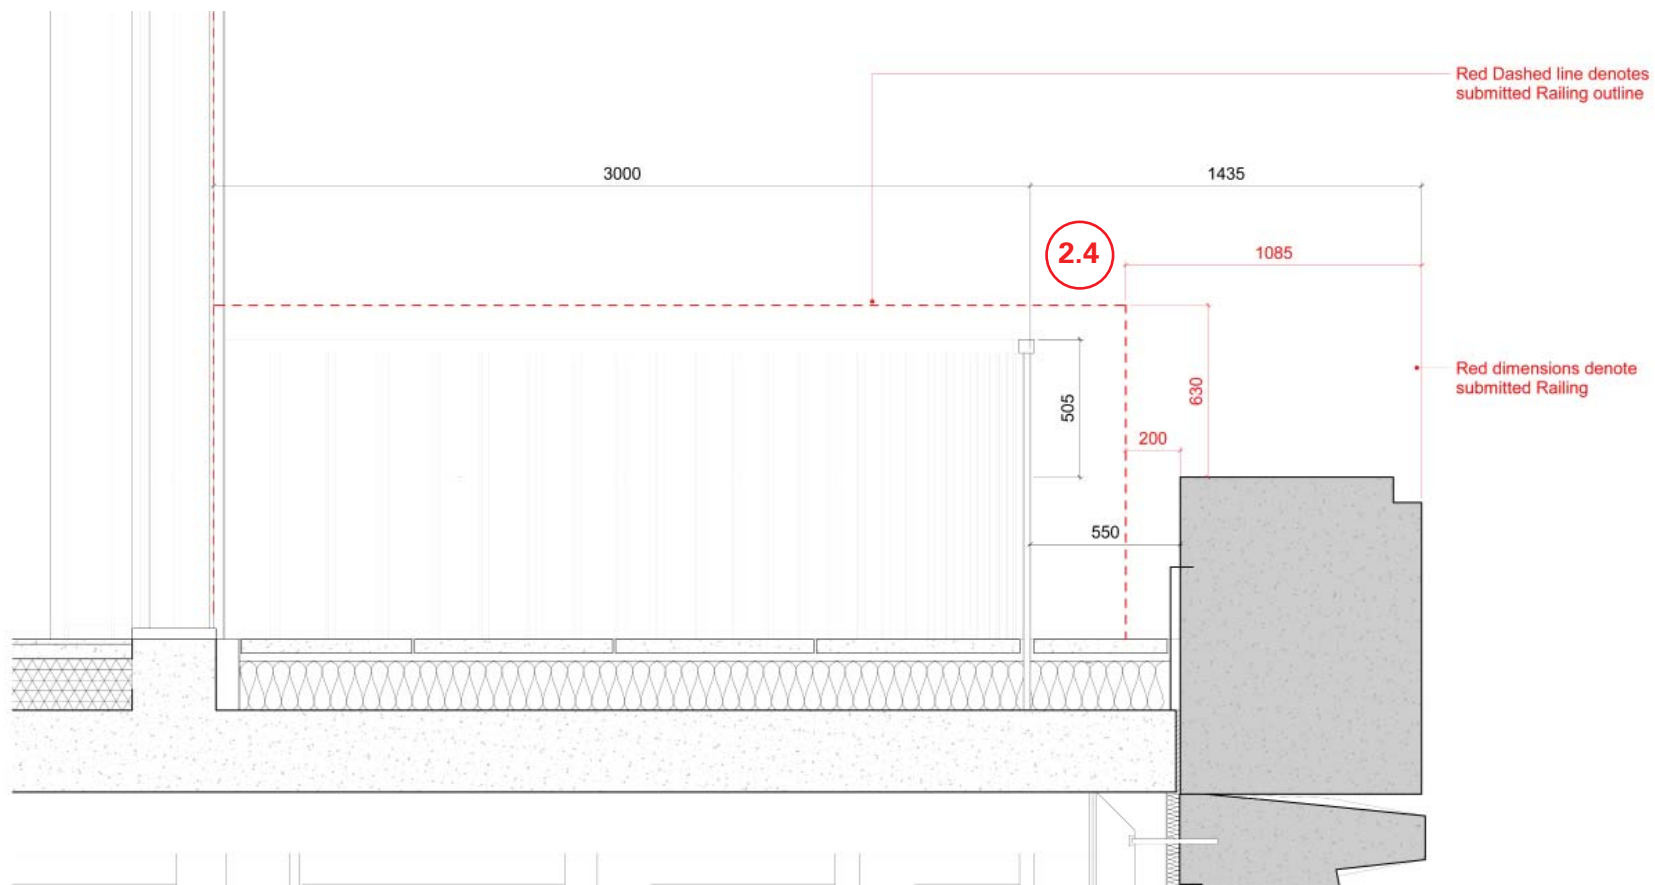 Red Dashed line denotes
submitted Railing outline
3000
1435
2.4
1085
630
505
Red dimensions denote
submitted Railing
200
550